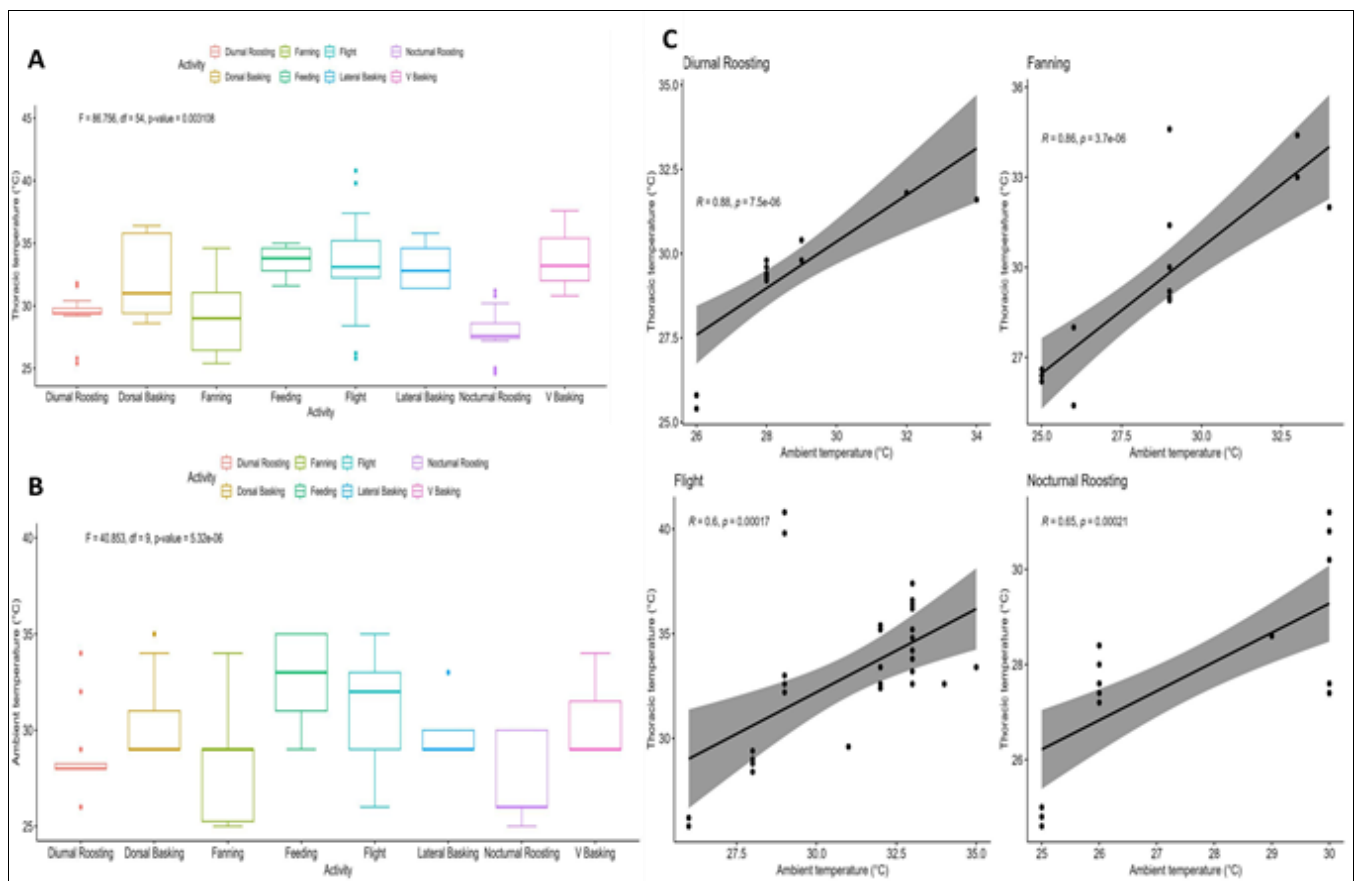 A
Activity
Diurnal Roosting Fanning Flight Nocturnal Roosting
Dorsal Basking Feeding Lateral Basking V Basking
F = 86.756, df = 54, p-value = 0.003108
Thoracic temperature (°C)
45
40
35
30
25
Diurnal Roosting Dorsal Basking Fanning Feeding Flight Lateral Basking Nocturnal Roosting V Basking
Activity
B
Activity
Diurnal Roosting Fanning Flight Nocturnal Roosting
Dorsal Basking Feeding Lateral Basking V Basking
F = 40.853, df = 9, p-value = 5.32e-06
Ambient temperature (°C)
40
35
30
25
Diurnal Roosting Dorsal Basking Fanning Feeding Flight Lateral Basking Nocturnal Roosting V Basking
Activity
C
Diurnal Roosting
R = 0.88, p = 7.5e-06
Thoracic temperature (°C)
35.0
32.5
30.0
27.5
25.0
26 28 30 32 34
Ambient temperature (°C)
Fanning
R = 0.86, p = 3.7e-06
Thoracic temperature (°C)
36
33
30
27
25.0 27.5 30.0 32.5
Ambient temperature (°C)
Flight
R = 0.6, p = 0.00017
Thoracic temperature (°C)
40
35
30
27.5 30.0 32.5 35.0
Ambient temperature (°C)
Nocturnal Roosting
R = 0.65, p = 0.00021
Thoracic temperature (°C)
30
28
26
25 26 27 28 29 30
Ambient temperature (°C)